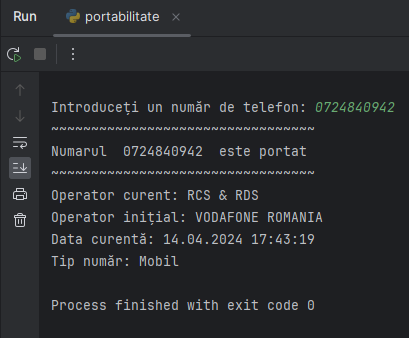 Run portabilitate
Introduceți un număr de telefon: 0724840942
~~~~~~~~~~~~~~~~~~~~~~~~~~~~~~~~~
Numarul  0724840942  este portat
~~~~~~~~~~~~~~~~~~~~~~~~~~~~~~~~~
Operator curent: RCS & RDS
Operator inițial: VODAFONE ROMANIA
Data curentă: 14.04.2024 17:43:19
Tip număr: Mobil
Process finished with exit code 0